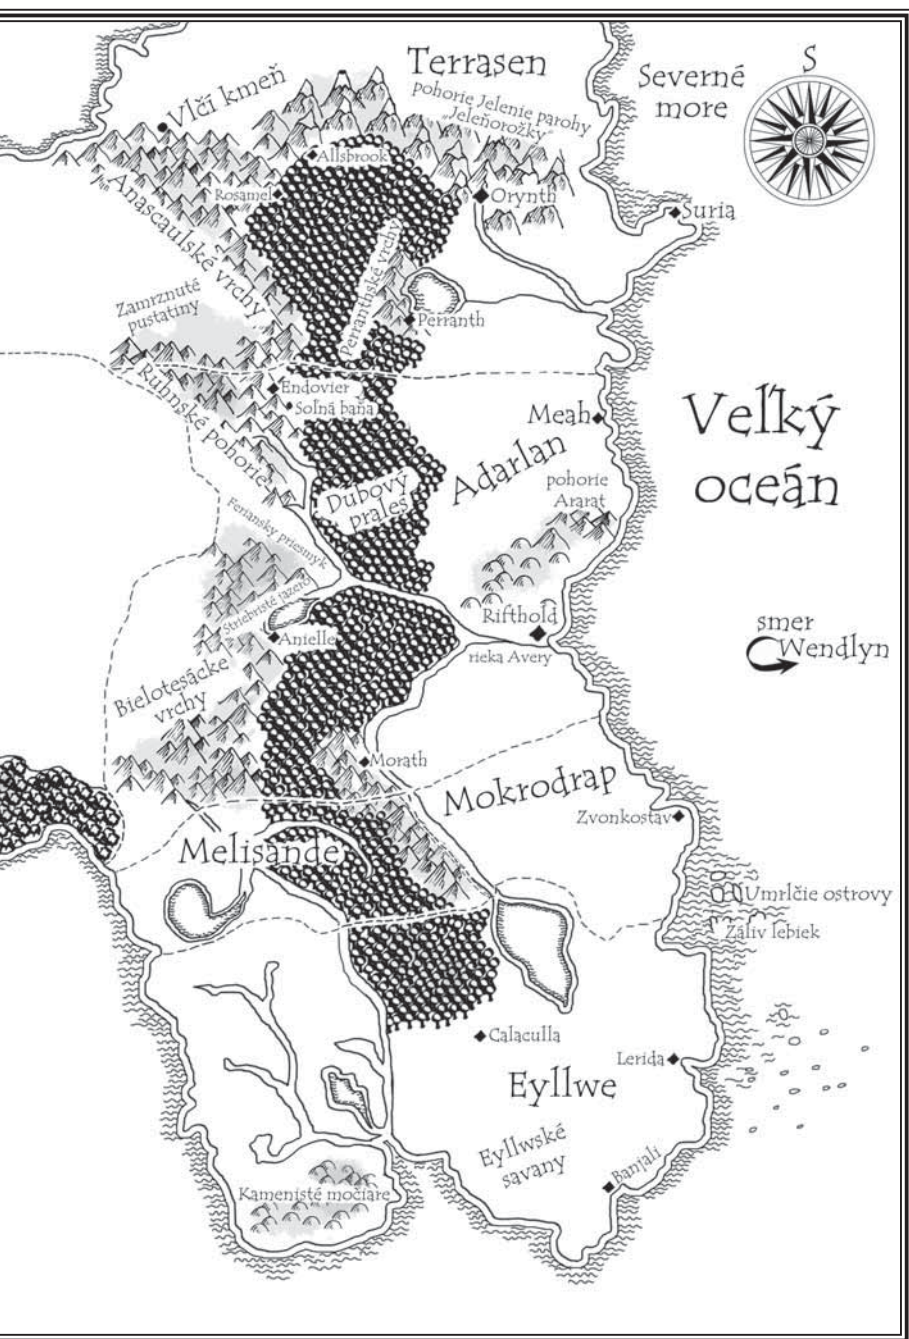 S
Terrasen
Severné
more
pohorie Jelenie parohy
„Jeleňorožky“
Vlčí kmeň
Allsbrook
Rosamel
Orynth
Suria
Anascaulské vrchy
Perranthské vrchy
Zamrznuté
pustatiny
Perranth
Ruhnské pohorie
Endovier
Soľná baňa
Meah
Adarlan
Veľký
oceán
Dubový
prales
pohorie
Ararat
Feriansky priesmyk
Striebristé jazero
Anielle
Rifthold
rieka Avery
smer
Wendlyn
Bielotesácke
vrchy
Morath
Mokrodrap
Zvonkostav
Melisande
Umrlčie ostrovy
Záliv lebiek
Calaculla
Lerida
Eyllwe
Eyllwské
savany
Banjali
Kamenisté močiare